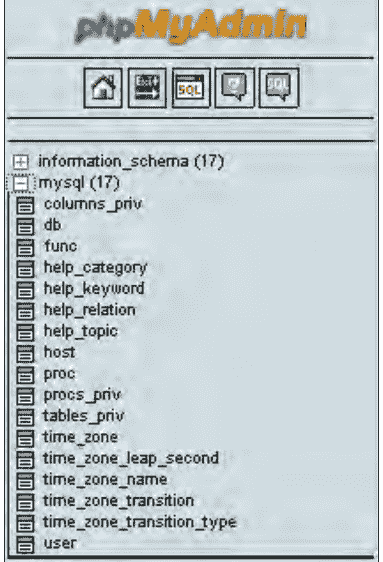 phpMyAdmin
SQL
information_schema (17)
mysql (17)
columns_priv
db
func
help_category
help_keyword
help_relation
help_topic
host
proc
procs_priv
tables_priv
time_zone
time_zone_leap_second
time_zone_name
time_zone_transition
time_zone_transition_type
user